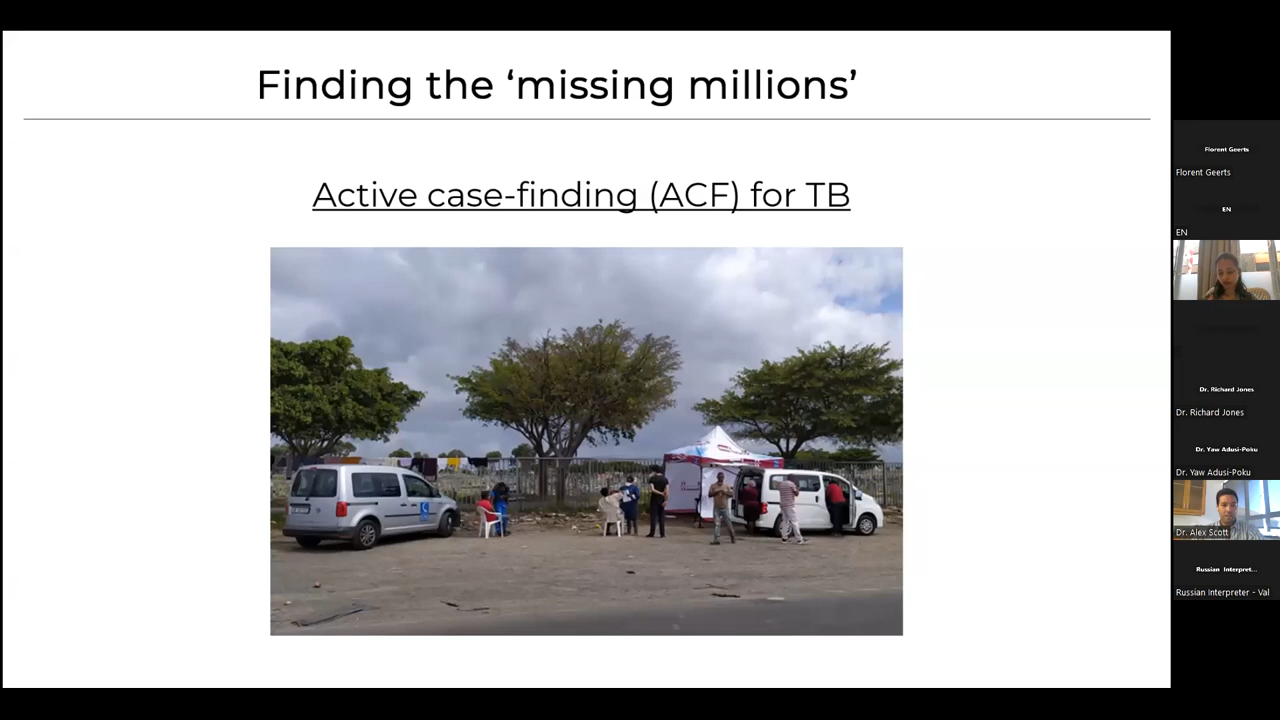 Finding the ‘missing millions’
Active case-finding (ACF) for TB
Florent Geerts
Florent Geerts
EN
EN
Dr. Richard Jones
Dr. Richard Jones
Dr. Yaw Adusi-Poku
Dr. Yaw Adusi-Poku
Dr. Alex Scott
Russian Interpret...
Russian Interpreter - Val